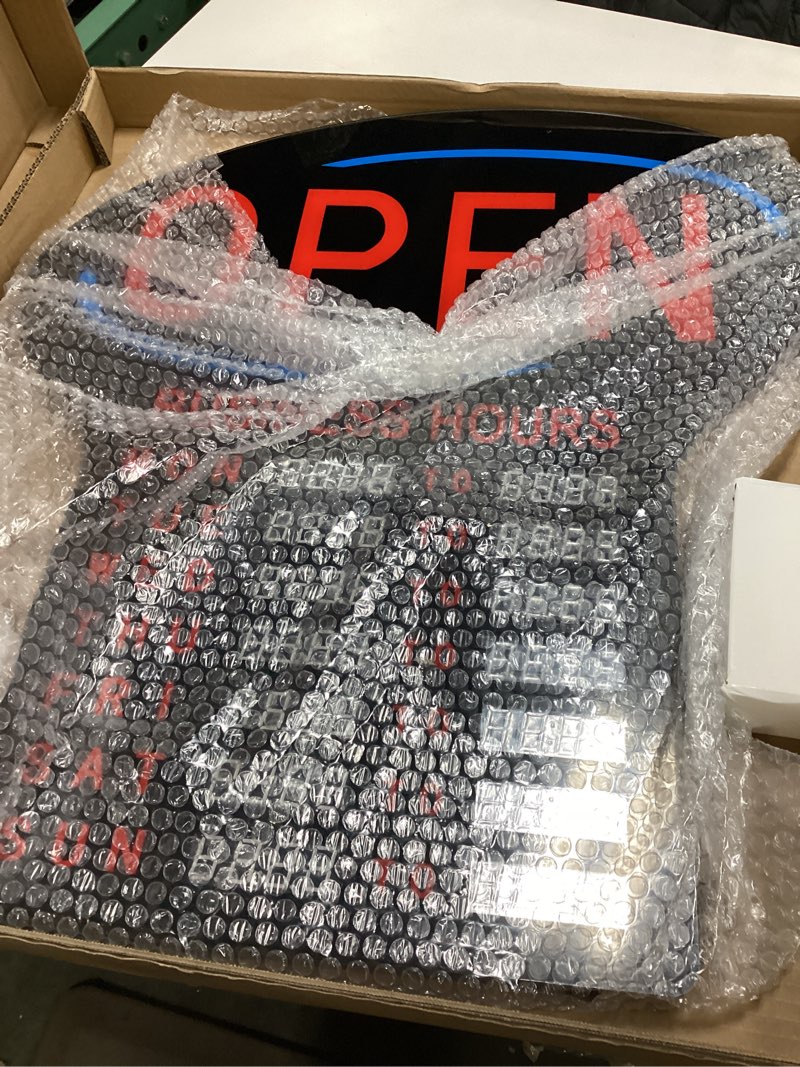 OPEN
BUSINESS HOURS
MON TO
TUE TO
WED TO
THU TO
FRI TO
SAT TO
SUN TO